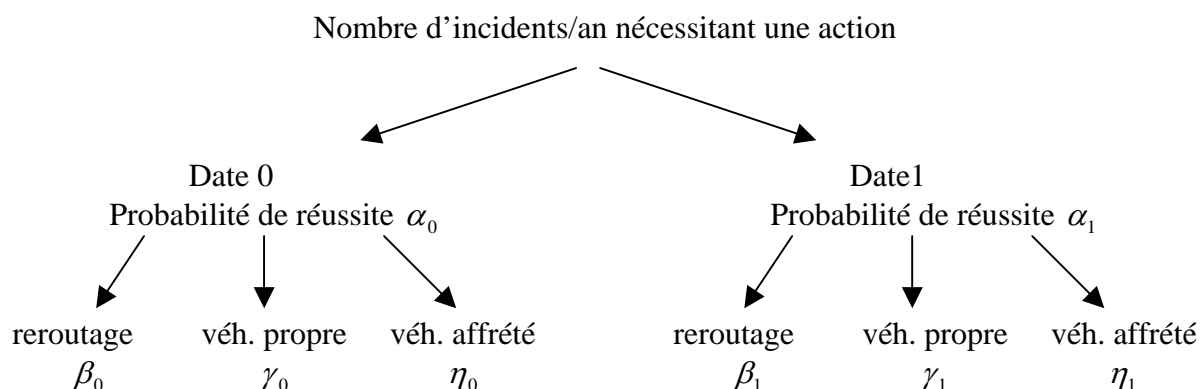 Nombre d'incidents/an nécessitant une action
Date 0 Date1
Probabilité de réussite α₀ Probabilité de réussite α₁
reroutage véh. propre véh. affrété reroutage véh. propre véh. affrété
β₀ γ₀ η₀ β₁ γ₁ η₁